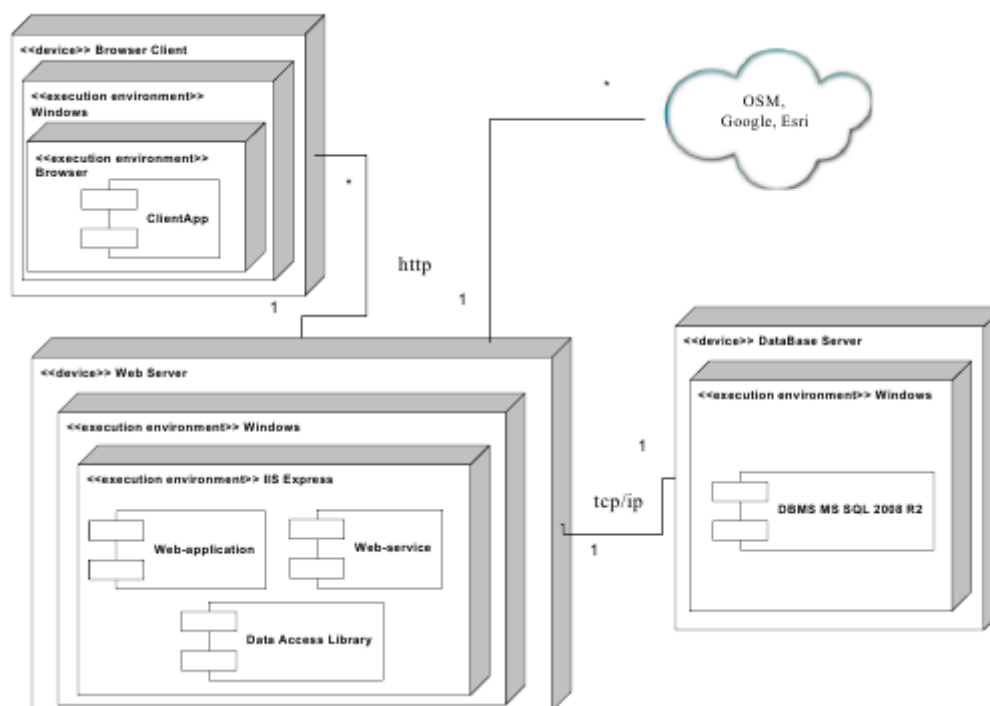 <<device>> Browser Client
<<execution environment>>
Windows
<<execution environment>>
Browser
ClientApp
*
*
OSM,
Google, Esri
http
1
1
<<device>> Web Server
<<execution environment>> Windows
<<execution environment>> IIS Express
Web-application
Web-service
Data Access Library
tcp/ip
1
1
<<device>> DataBase Server
<<execution environment>> Windows
DBMS MS SQL 2008 R2